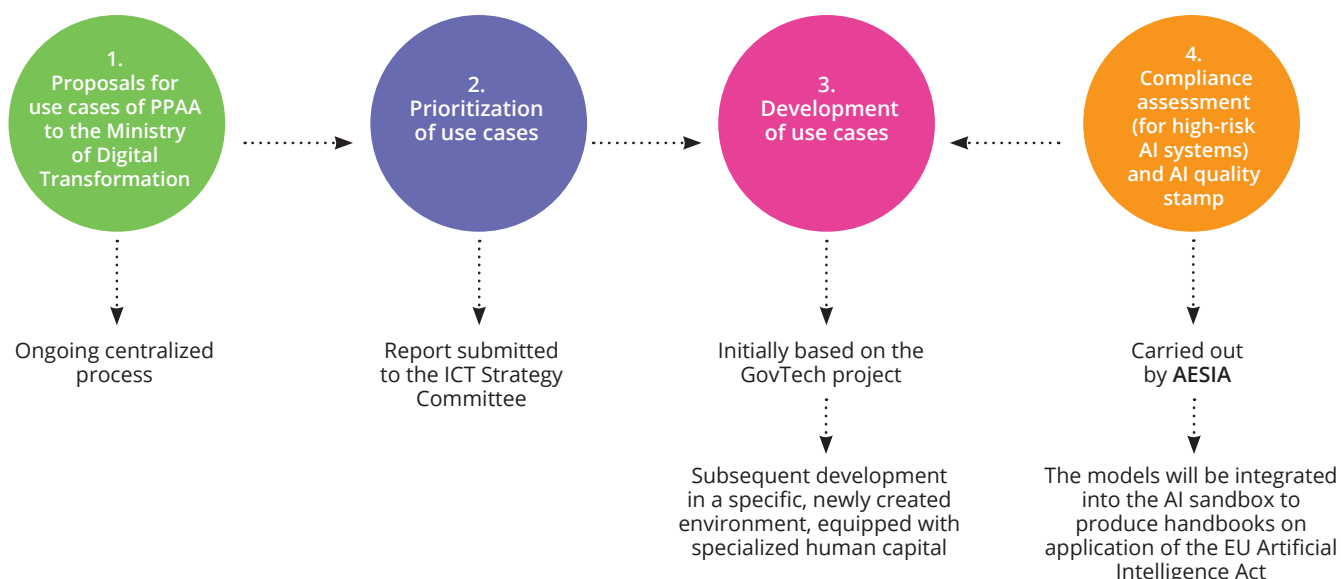 1.
Proposals for
use cases of PPAA
to the Ministry
of Digital
Transformation
2.
Prioritization
of use cases
3.
Development
of use cases
4.
Compliance
assessment
(for high-risk
AI systems)
and AI quality
stamp
Ongoing centralized
process
Report submitted
to the ICT Strategy
Committee
Initially based on the
GovTech project
Carried out
by AESIA
Subsequent development
in a specific, newly created
environment, equipped with
specialized human capital
The models will be integrated
into the AI sandbox to
produce handbooks on
application of the EU Artificial
Intelligence Act